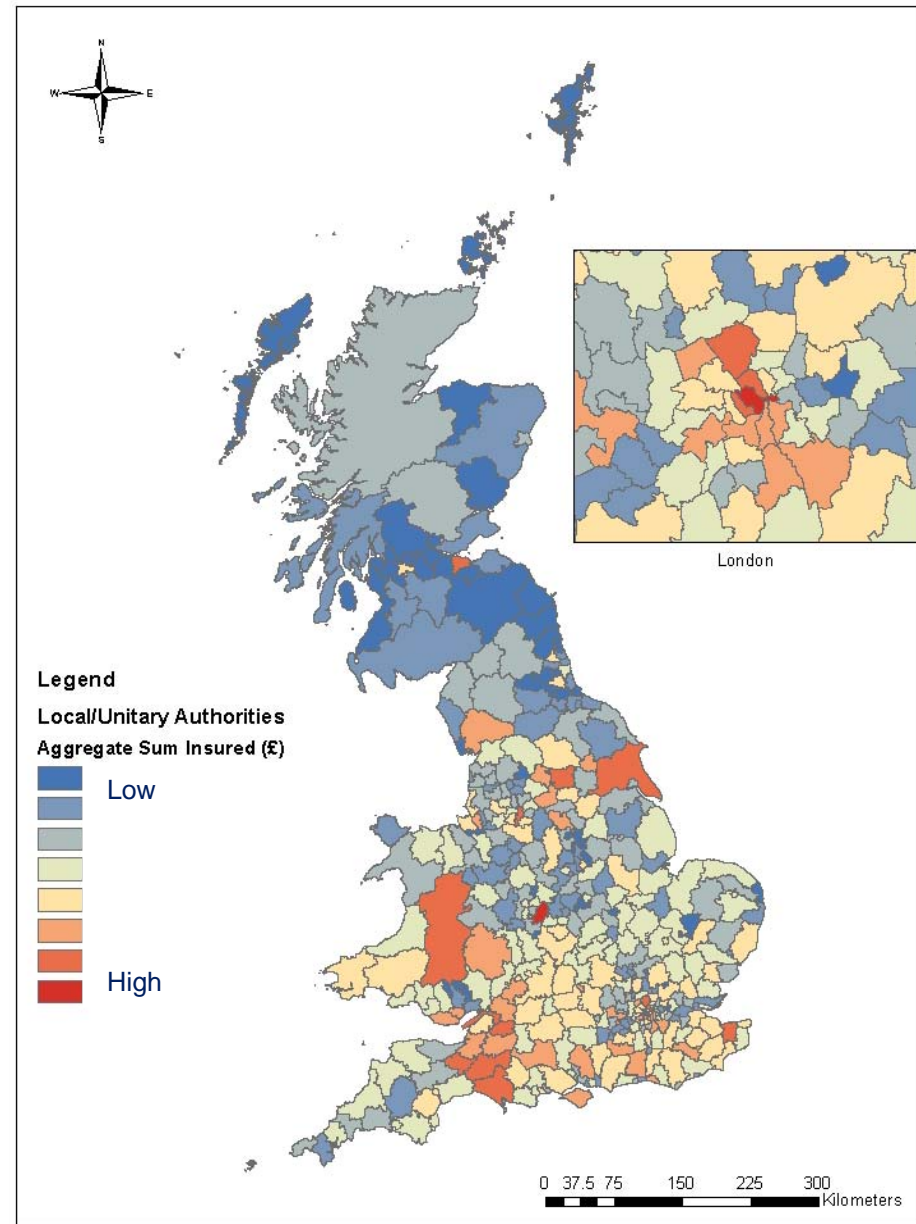 N
W E
S
London
Legend
Local/Unitary Authorities
Aggregate Sum Insured (£)
Low
High
0 37.5 75 150 225 300
Kilometers